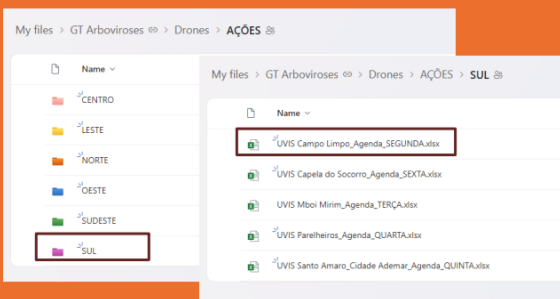 My files > GT Arboviroses > Drones > AÇÕES
Name
CENTRO
LESTE
NORTE
OESTE
SUDESTE
SUL
My files > GT Arboviroses > Drones > AÇÕES > SUL
Name
UVIS Campo Limpo_Agenda_SEGUNDA.xlsx
UVIS Capela do Socorro_Agenda_SEXTA.xlsx
UVIS Mboi Mirim_Agenda_TERÇA.xlsx
UVIS Parelheiros_Agenda_QUARTA.xlsx
UVIS Santo Amaro_Cidade Ademar_Agenda_QUINTA.xlsx